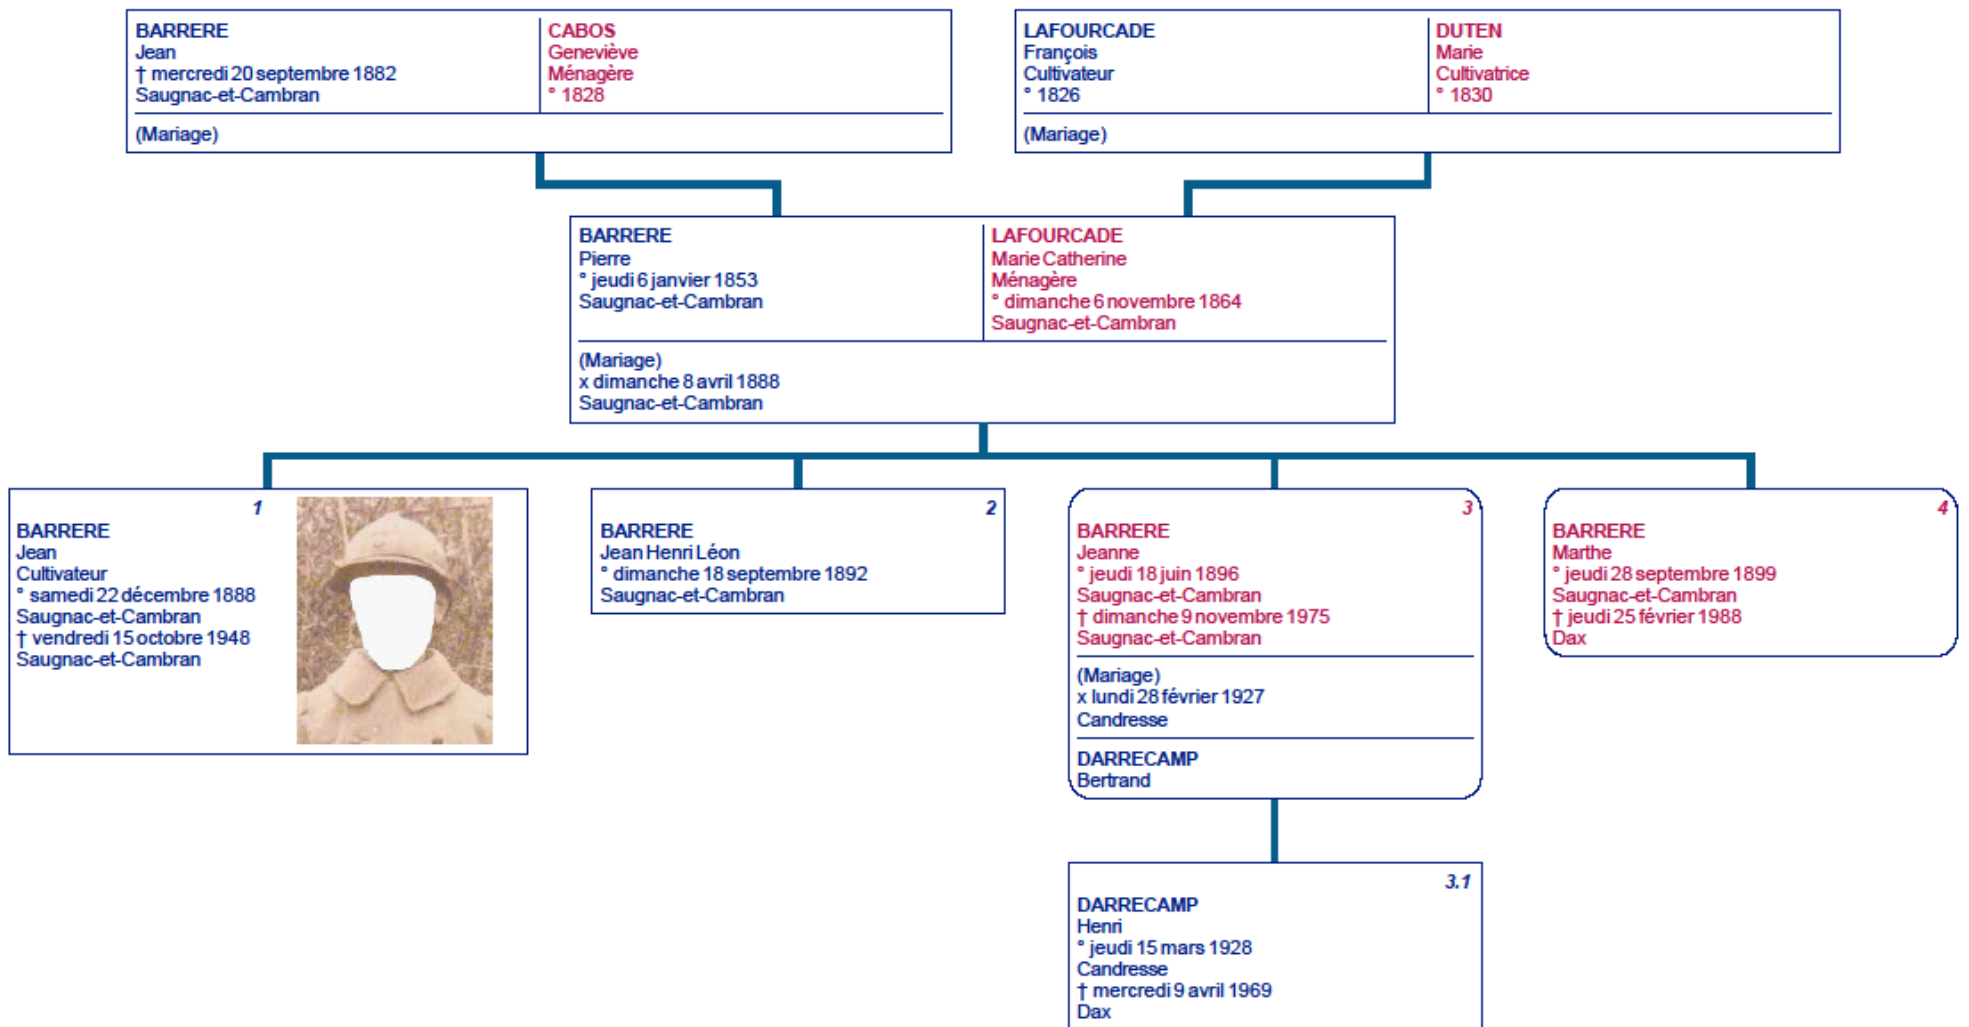 BARRERE
Jean
† mercredi 20 septembre 1882
Saugnac-et-Cambran
CABOS
Geneviève
Ménagère
° 1828
(Mariage)
LAFOURCADE
François
Cultivateur
° 1826
DUTEN
Marie
Cultivatrice
° 1830
(Mariage)
BARRERE
Pierre
° jeudi 6 janvier 1853
Saugnac-et-Cambran
LAFOURCADE
Marie Catherine
Ménagère
° dimanche 6 novembre 1864
Saugnac-et-Cambran
(Mariage)
x dimanche 8 avril 1888
Saugnac-et-Cambran
1
BARRERE
Jean
Cultivateur
° samedi 22 décembre 1888
Saugnac-et-Cambran
† vendredi 15 octobre 1948
Saugnac-et-Cambran
2
BARRERE
Jean Henri Léon
° dimanche 18 septembre 1892
Saugnac-et-Cambran
3
BARRERE
Jeanne
° jeudi 18 juin 1896
Saugnac-et-Cambran
† dimanche 9 novembre 1975
Saugnac-et-Cambran
(Mariage)
x lundi 28 février 1927
Candresse
DARRECAMP
Bertrand
4
BARRERE
Marthe
° jeudi 28 septembre 1899
Saugnac-et-Cambran
† jeudi 25 février 1988
Dax
3.1
DARRECAMP
Henri
° jeudi 15 mars 1928
Candresse
† mercredi 9 avril 1969
Dax